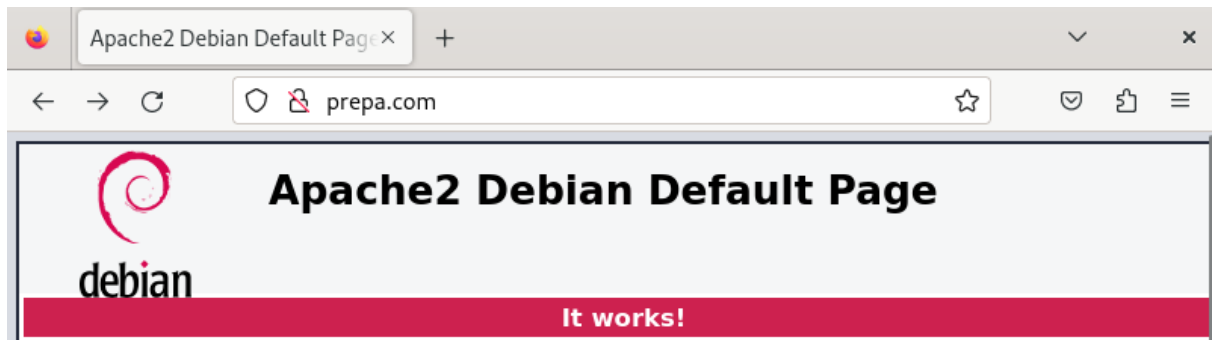 Apache2 Debian Default Page
prepa.com
Apache2 Debian Default Page
debian
It works!